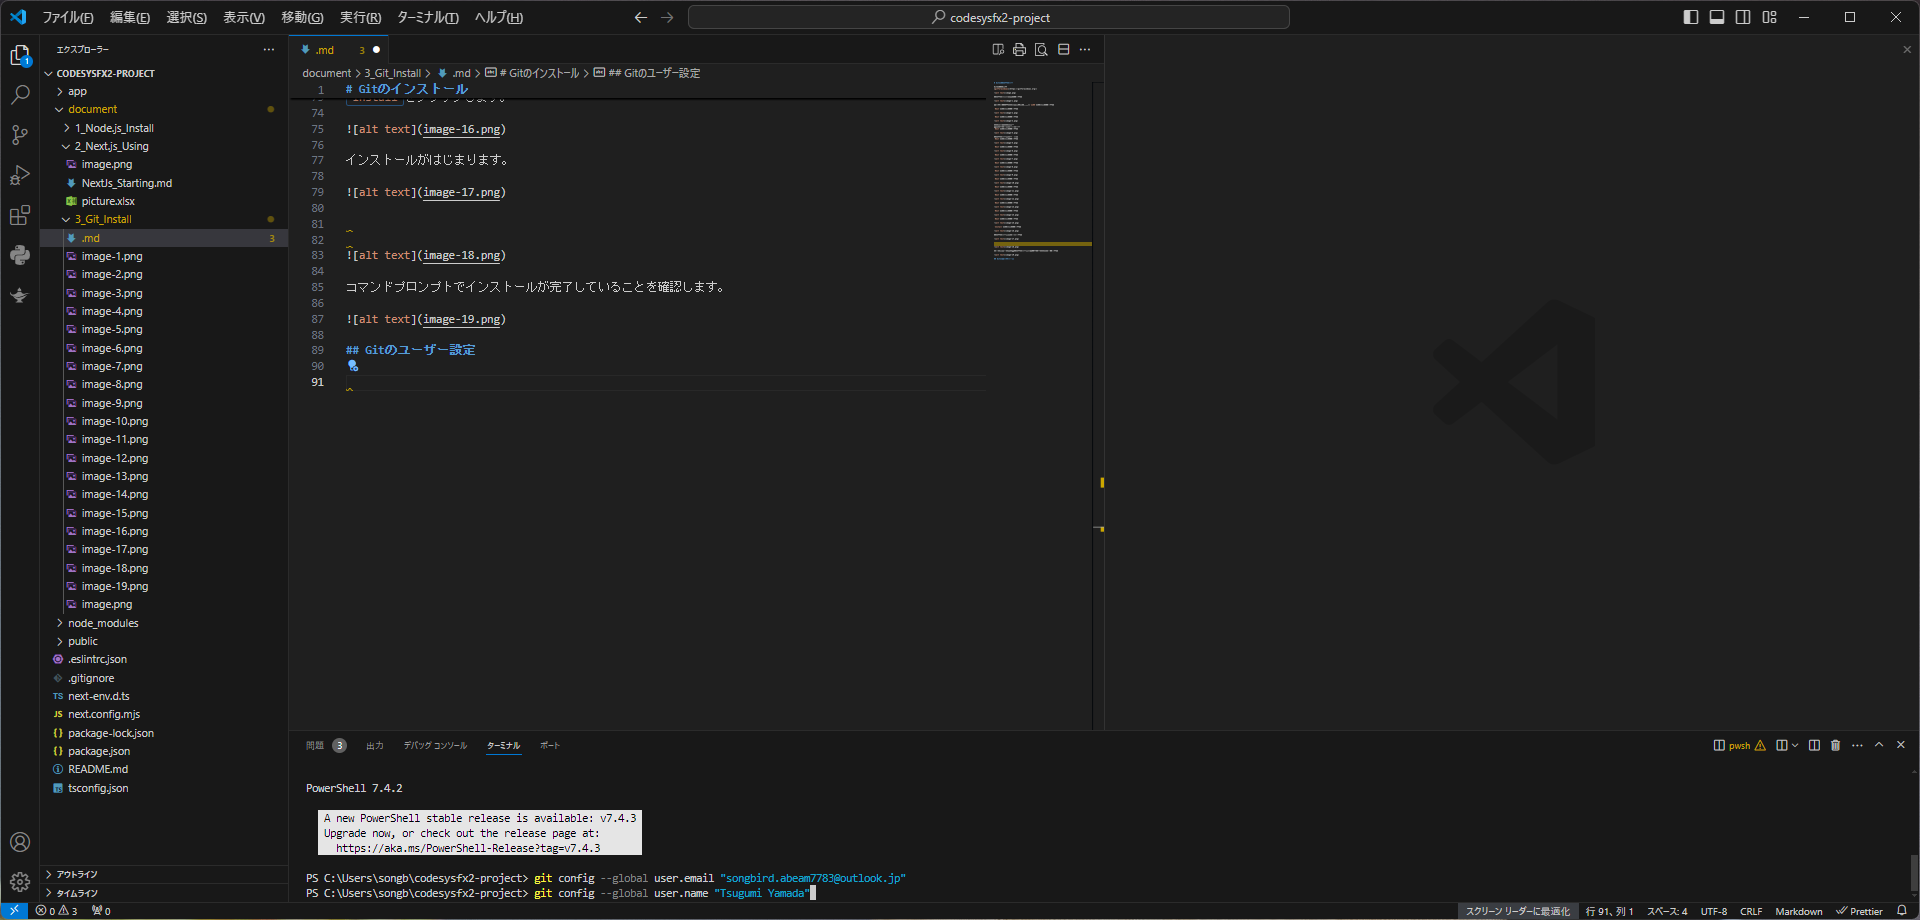 ファイル(F) 編集(E) 選択(S) 表示(V) 移動(G) 実行(R) ターミナル(T) ヘルプ(H)
codesysfx2-project
エクスプローラー
CODESYSFX2-PROJECT
app
document
1_Node.js_Install
2_Next.js_Using
image.png
NextJs_Starting.md
picture.xlsx
3_Git_Install
.md 3
image-1.png
image-2.png
image-3.png
image-4.png
image-5.png
image-6.png
image-7.png
image-8.png
image-9.png
image-10.png
image-11.png
image-12.png
image-13.png
image-14.png
image-15.png
image-16.png
image-17.png
image-18.png
image-19.png
image.png
node_modules
public
.eslintrc.json
.gitignore
TS next-env.d.ts
JS next.config.mjs
{} package-lock.json
{} package.json
README.md
tsconfig.json
アウトライン
タイムライン
.md 3
document > 3_Git_Install > .md > # Gitのインストール > ## Gitのユーザー設定
1 # Gitのインストール
74
75 ![alt text](image-16.png)
76
77 インストールがはじまります。
78
79 ![alt text](image-17.png)
80
81
82
83 ![alt text](image-18.png)
84
85 コマンドプロンプトでインストールが完了していることを確認します。
86
87 ![alt text](image-19.png)
88
89 ## Gitのユーザー設定
90
91
問題 3 出力 デバッグ コンソール ターミナル ポート
pwsh
PowerShell 7.4.2
A new PowerShell stable release is available: v7.4.3
Upgrade now, or check out the release page at:
https://aka.ms/PowerShell-Release?tag=v7.4.3
PS C:\Users\songb\codesysfx2-project> git config --global user.email "songbird.abeam7783@outlook.jp"
PS C:\Users\songb\codesysfx2-project> git config --global user.name "Tsugumi Yamada"
0 3 0
スクリーン リーダーに最適化 行 91、列 1 スペース: 4 UTF-8 CRLF Markdown Prettier